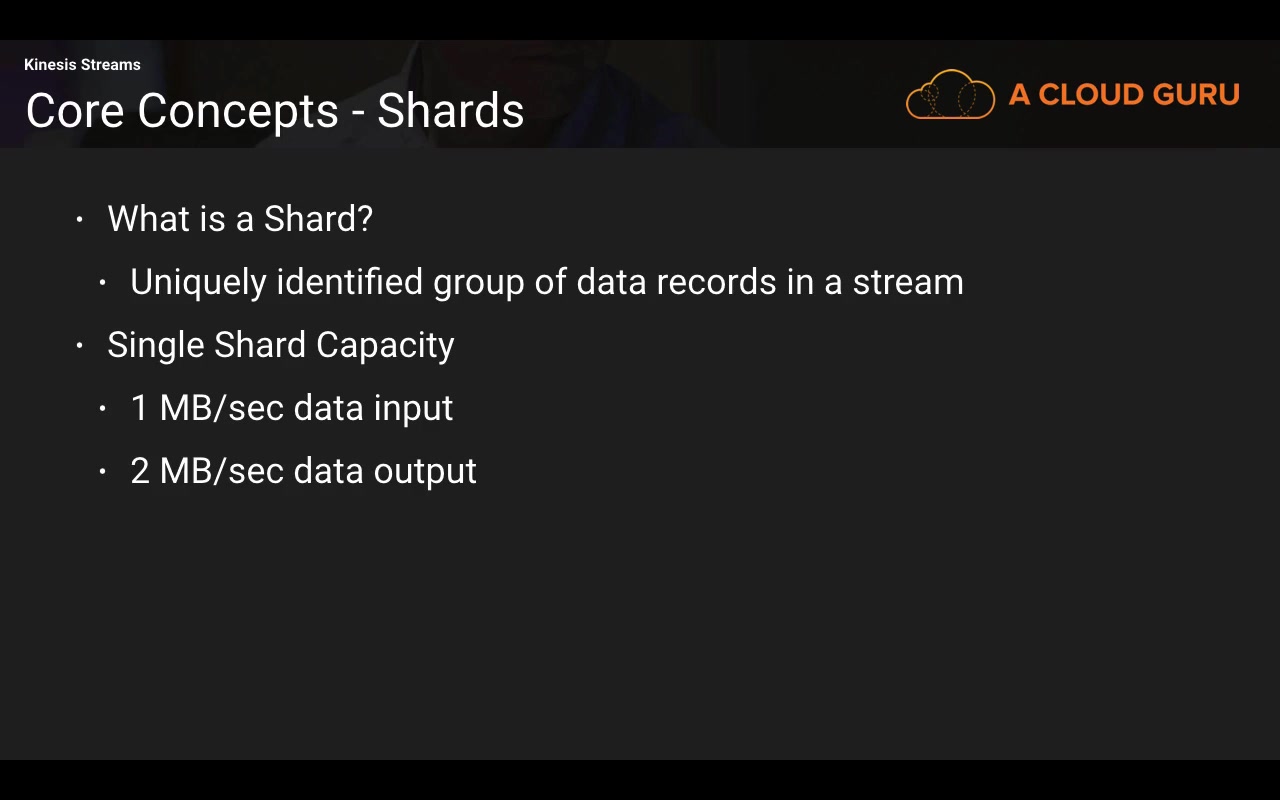 Kinesis Streams
Core Concepts - Shards
A CLOUD GURU
• What is a Shard?
• Uniquely identified group of data records in a stream
• Single Shard Capacity
• 1 MB/sec data input
• 2 MB/sec data output